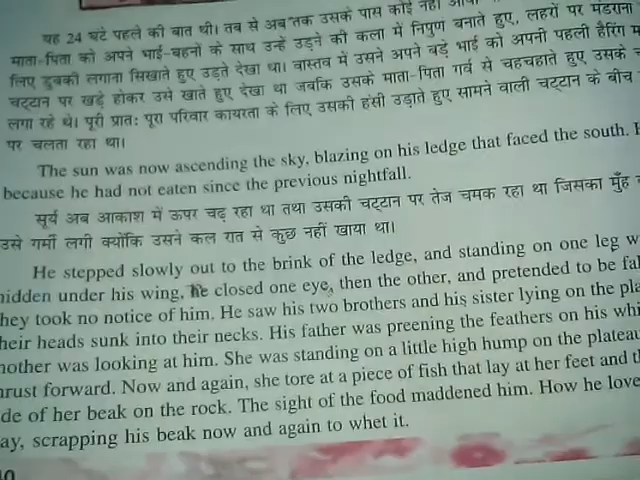 यह 24 घंटे पहले की बात थी। तब से अब तक उसके पास कोई नहीं
माता-पिता को अपने भाई-बहनों के साथ उन्हें उड़ने की कला में निपुण बनाते हुए, लहरों पर मंडराना
लिए डुबकी लगाना सिखाते हुए उड़ते देखा था। वास्तव में उसने अपने बड़े भाई को अपनी पहली हैरिंग
चट्टान पर खड़े होकर उसे खाते हुए देखा था जबकि उसके माता-पिता गर्व से चहचहाते हुए उसके
लगा रहे थे। पूरी प्रातः पूरा परिवार कायरता के लिए उसकी हंसी उड़ाते हुए सामने वाली चट्टान के बीच
पर चलता रहा था।
The sun was now ascending the sky, blazing on his ledge that faced the south.
because he had not eaten since the previous nightfall.
सूर्य अब आकाश में ऊपर चढ़ रहा था तथा उसकी चट्टान पर तेज चमक रहा था जिसका मुँह
उसे गर्मी लगी क्योंकि उसने कल रात से कुछ नहीं खाया था।
He stepped slowly out to the brink of the ledge, and standing on one leg
hidden under his wing, he closed one eye, then the other, and pretended to be
they took no notice of him. He saw his two brothers and his sister lying on the
their heads sunk into their necks. His father was preening the feathers on his
mother was looking at him. She was standing on a little high hump on the plateau
thrust forward. Now and again, she tore at a piece of fish that lay at her feet and
de of her beak on the rock. The sight of the food maddened him. How he
ay, scrapping his beak now and again to whet it.